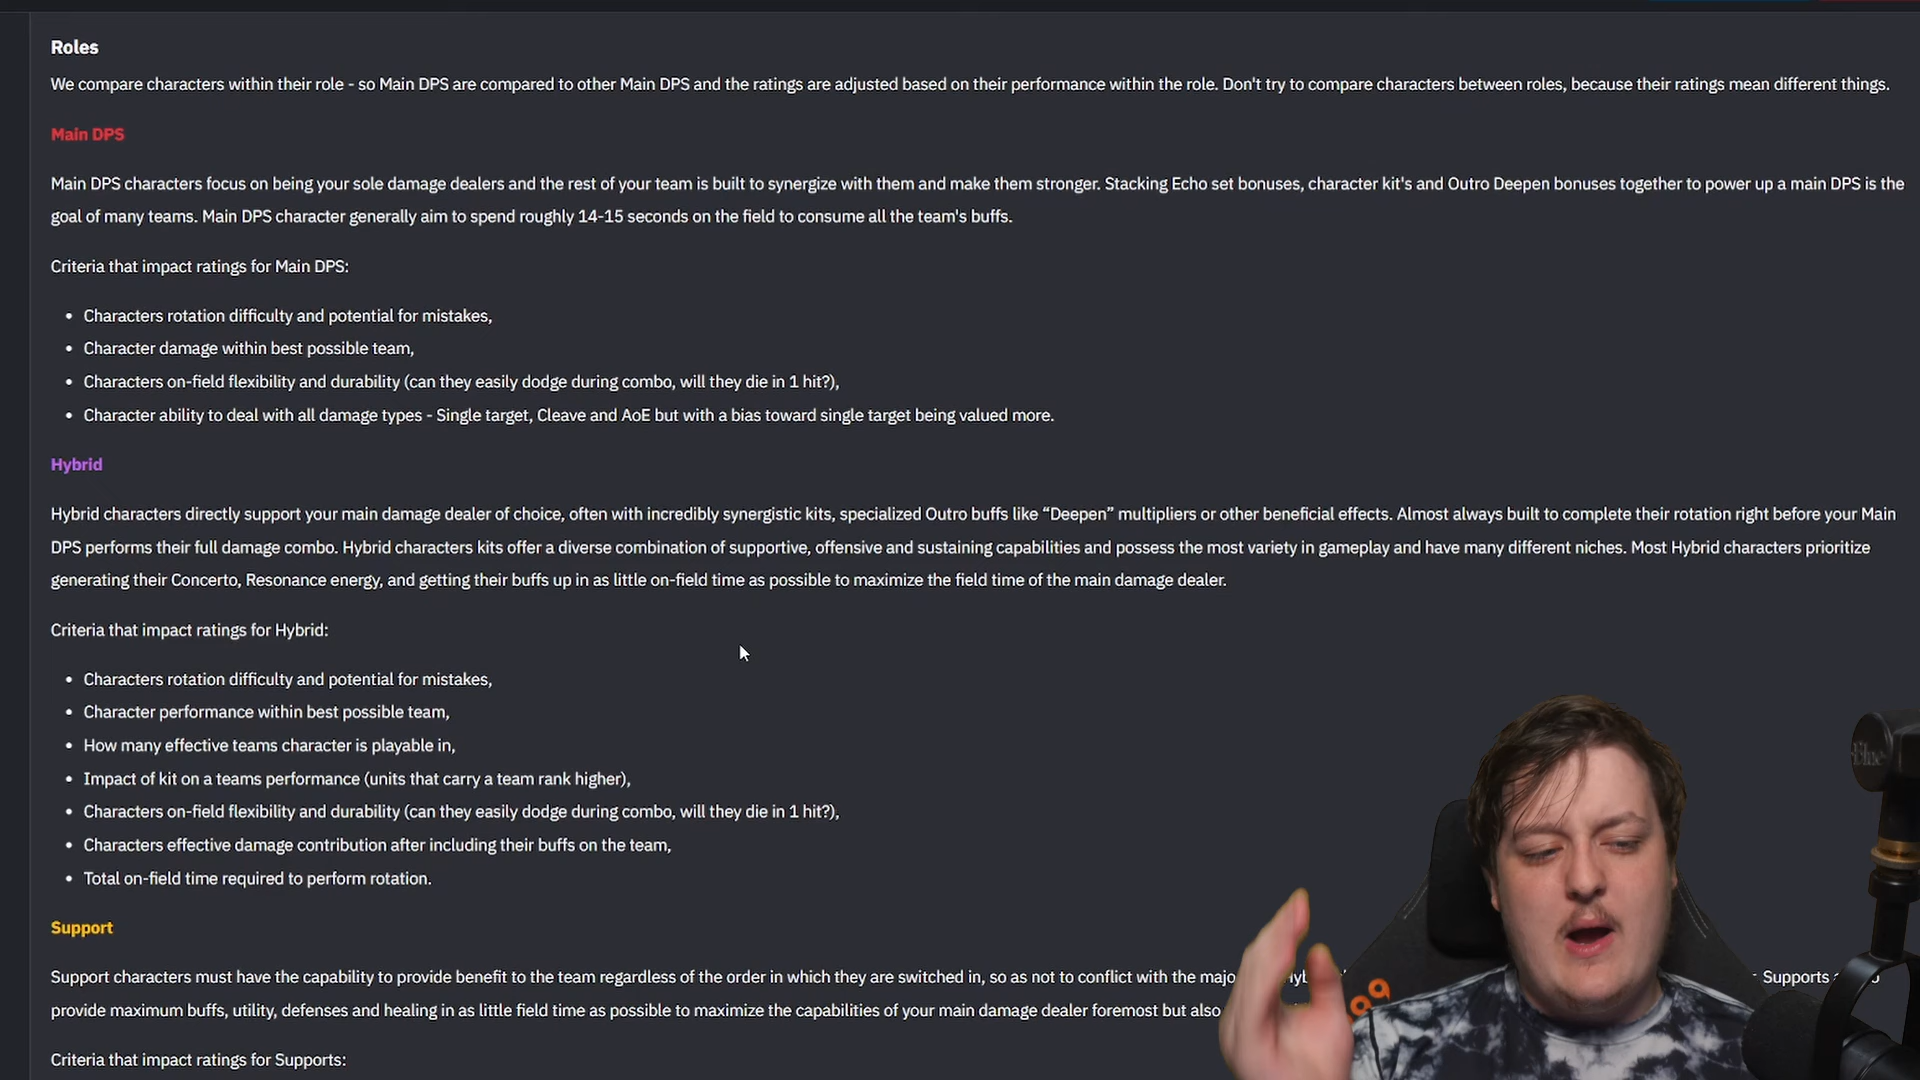 Roles
We compare characters within their role - so Main DPS are compared to other Main DPS and the ratings are adjusted based on their performance within the role. Don't try to compare characters between roles, because their ratings mean different things.
Main DPS
Main DPS characters focus on being your sole damage dealers and the rest of your team is built to synergize with them and make them stronger. Stacking Echo set bonuses, character kit's and Outro Deepen bonuses together to power up a main DPS is the
goal of many teams. Main DPS character generally aim to spend roughly 14-15 seconds on the field to consume all the team's buffs.
Criteria that impact ratings for Main DPS:
• Characters rotation difficulty and potential for mistakes,
• Character damage within best possible team,
• Characters on-field flexibility and durability (can they easily dodge during combo, will they die in 1 hit?),
• Character ability to deal with all damage types - Single target, Cleave and AoE but with a bias toward single target being valued more.
Hybrid
Hybrid characters directly support your main damage dealer of choice, often with incredibly synergistic kits, specialized Outro buffs like “Deepen” multipliers or other beneficial effects. Almost always built to complete their rotation right before your Main
DPS performs their full damage combo. Hybrid characters kits offer a diverse combination of supportive, offensive and sustaining capabilities and possess the most variety in gameplay and have many different niches. Most Hybrid characters prioritize
generating their Concerto, Resonance energy, and getting their buffs up in as little on-field time as possible to maximize the field time of the main damage dealer.
Criteria that impact ratings for Hybrid:
• Characters rotation difficulty and potential for mistakes,
• Character performance within best possible team,
• How many effective teams character is playable in,
• Impact of kit on a teams performance (units that carry a team rank higher),
• Characters on-field flexibility and durability (can they easily dodge during combo, will they die in 1 hit?),
• Characters effective damage contribution after including their buffs on the team,
• Total on-field time required to perform rotation.
Support
Support characters must have the capability to provide benefit to the team regardless of the order in which they are switched in, so as not to conflict with the Supports
provide maximum buffs, utility, defenses and healing in as little field time as possible to maximize the capabilities of your main damage dealer foremost but also
Criteria that impact ratings for Supports:
Blue